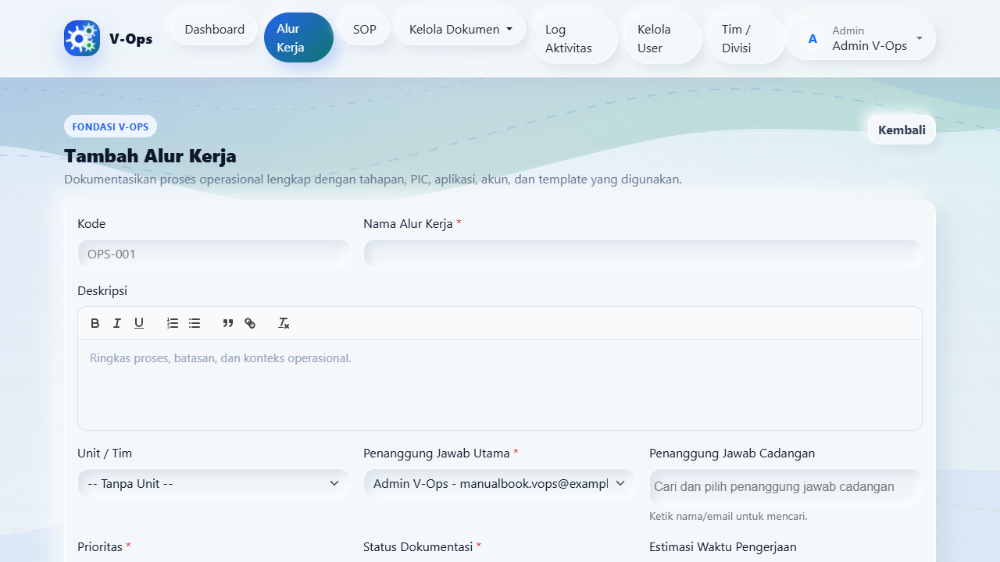 V-Ops
Dashboard
Alur Kerja
SOP
Kelola Dokumen
Log Aktivitas
Kelola User
Tim / Divisi
A
Admin
Admin V-Ops
FONDASI V-OPS
Kembali
Tambah Alur Kerja
Dokumentasikan proses operasional lengkap dengan tahapan, PIC, aplikasi, akun, dan template yang digunakan.
Kode
Nama Alur Kerja *
OPS-001
Deskripsi
Ringkas proses, batasan, dan konteks operasional.
Unit / Tim
Penanggung Jawab Utama *
Penanggung Jawab Cadangan
-- Tanpa Unit --
Admin V-Ops - manualbook.vops@exampl
Cari dan pilih penanggung jawab cadangan
Ketik nama/email untuk mencari.
Prioritas *
Status Dokumentasi *
Estimasi Waktu Pengerjaan